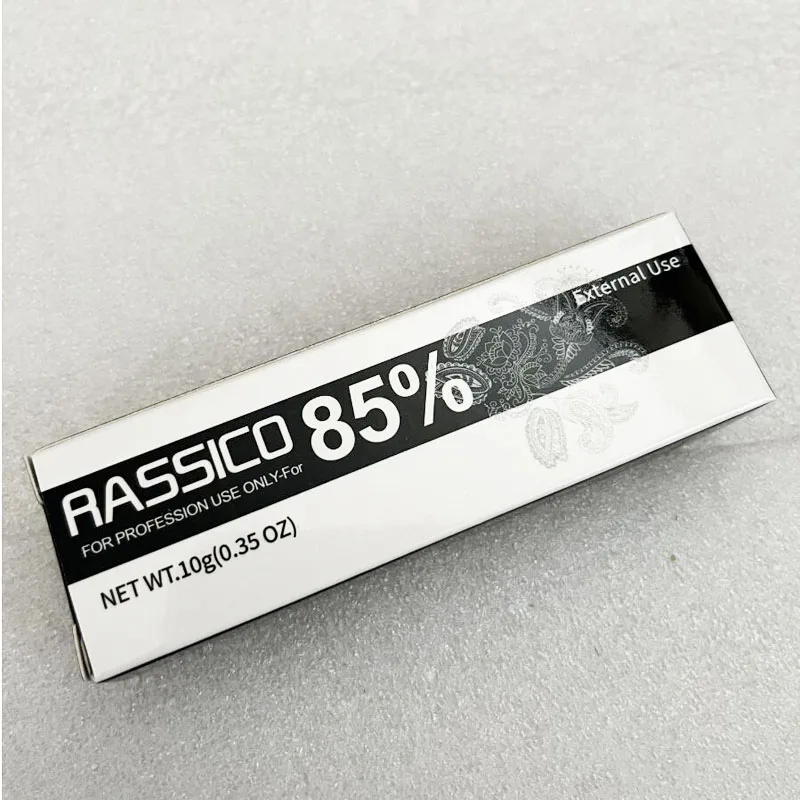 External Use
RASSICO 85%
FOR PROFESSION USE ONLY-For
NET WT.10g(0.35 OZ)